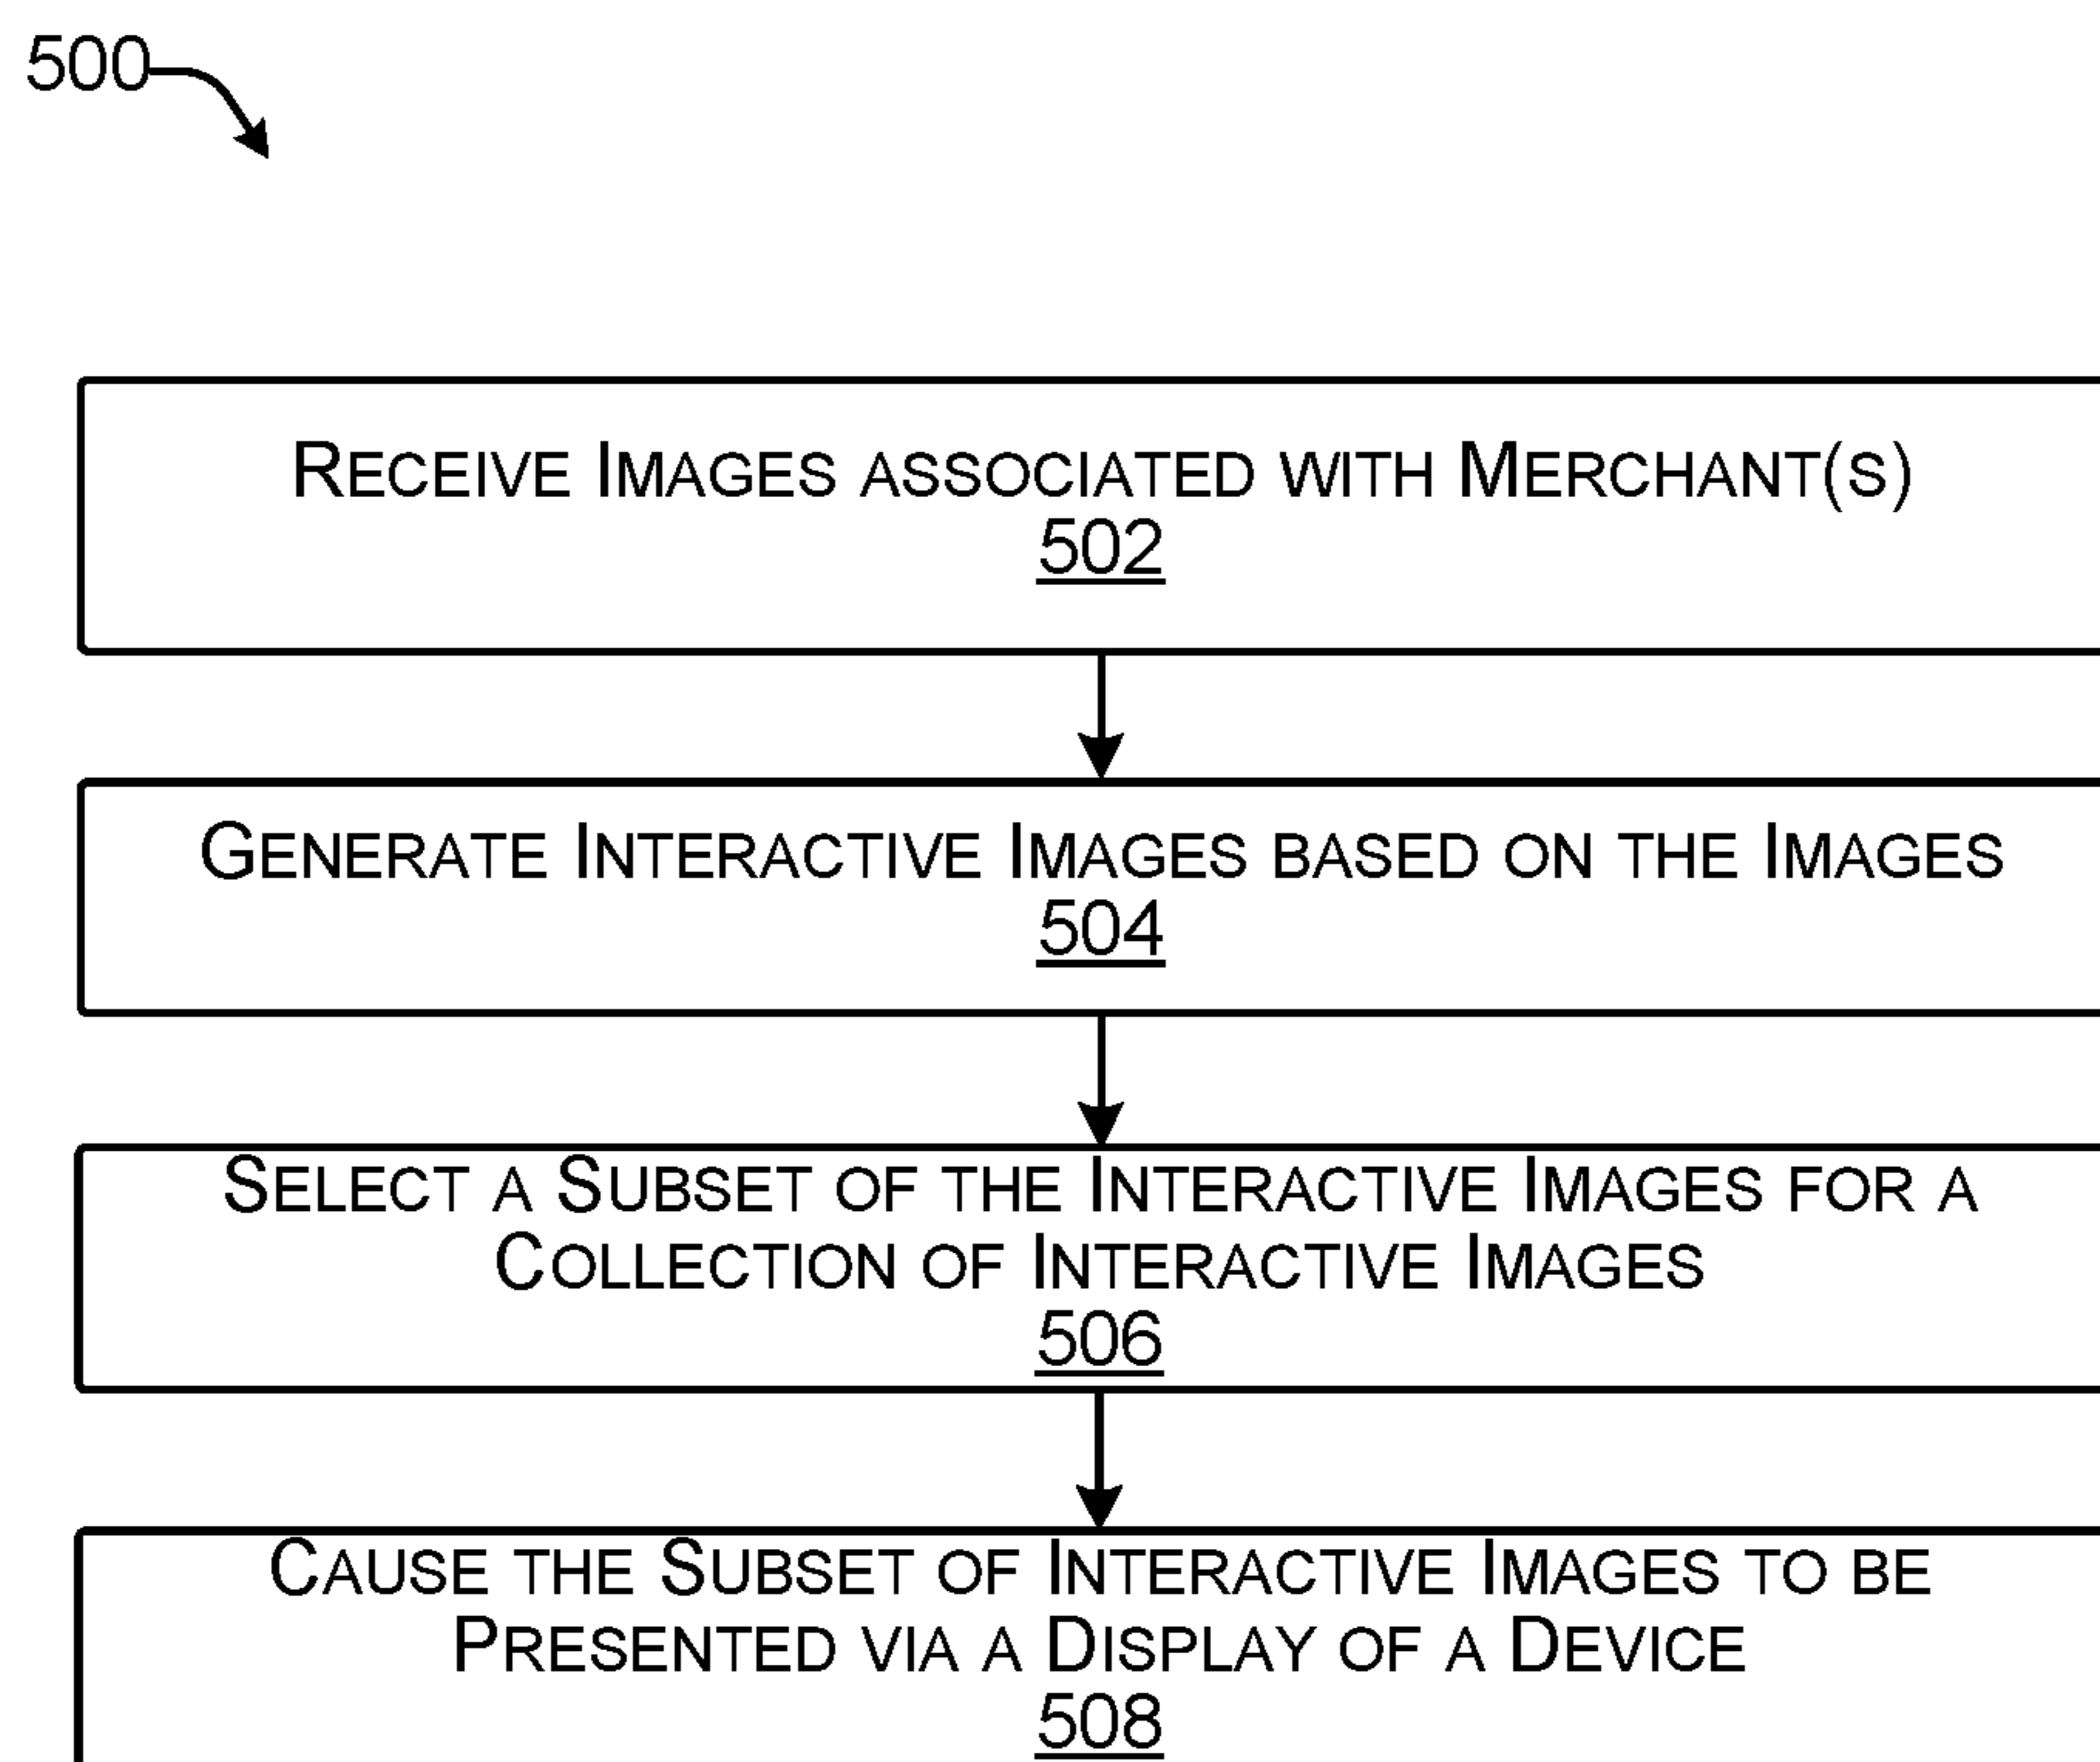 500
RECEIVE IMAGES ASSOCIATED WITH MERCHANT(S)
502
GENERATE INTERACTIVE IMAGES BASED ON THE IMAGES
504
SELECT A SUBSET OF THE INTERACTIVE IMAGES FOR A
COLLECTION OF INTERACTIVE IMAGES
506
CAUSE THE SUBSET OF INTERACTIVE IMAGES TO BE
PRESENTED VIA A DISPLAY OF A DEVICE
508